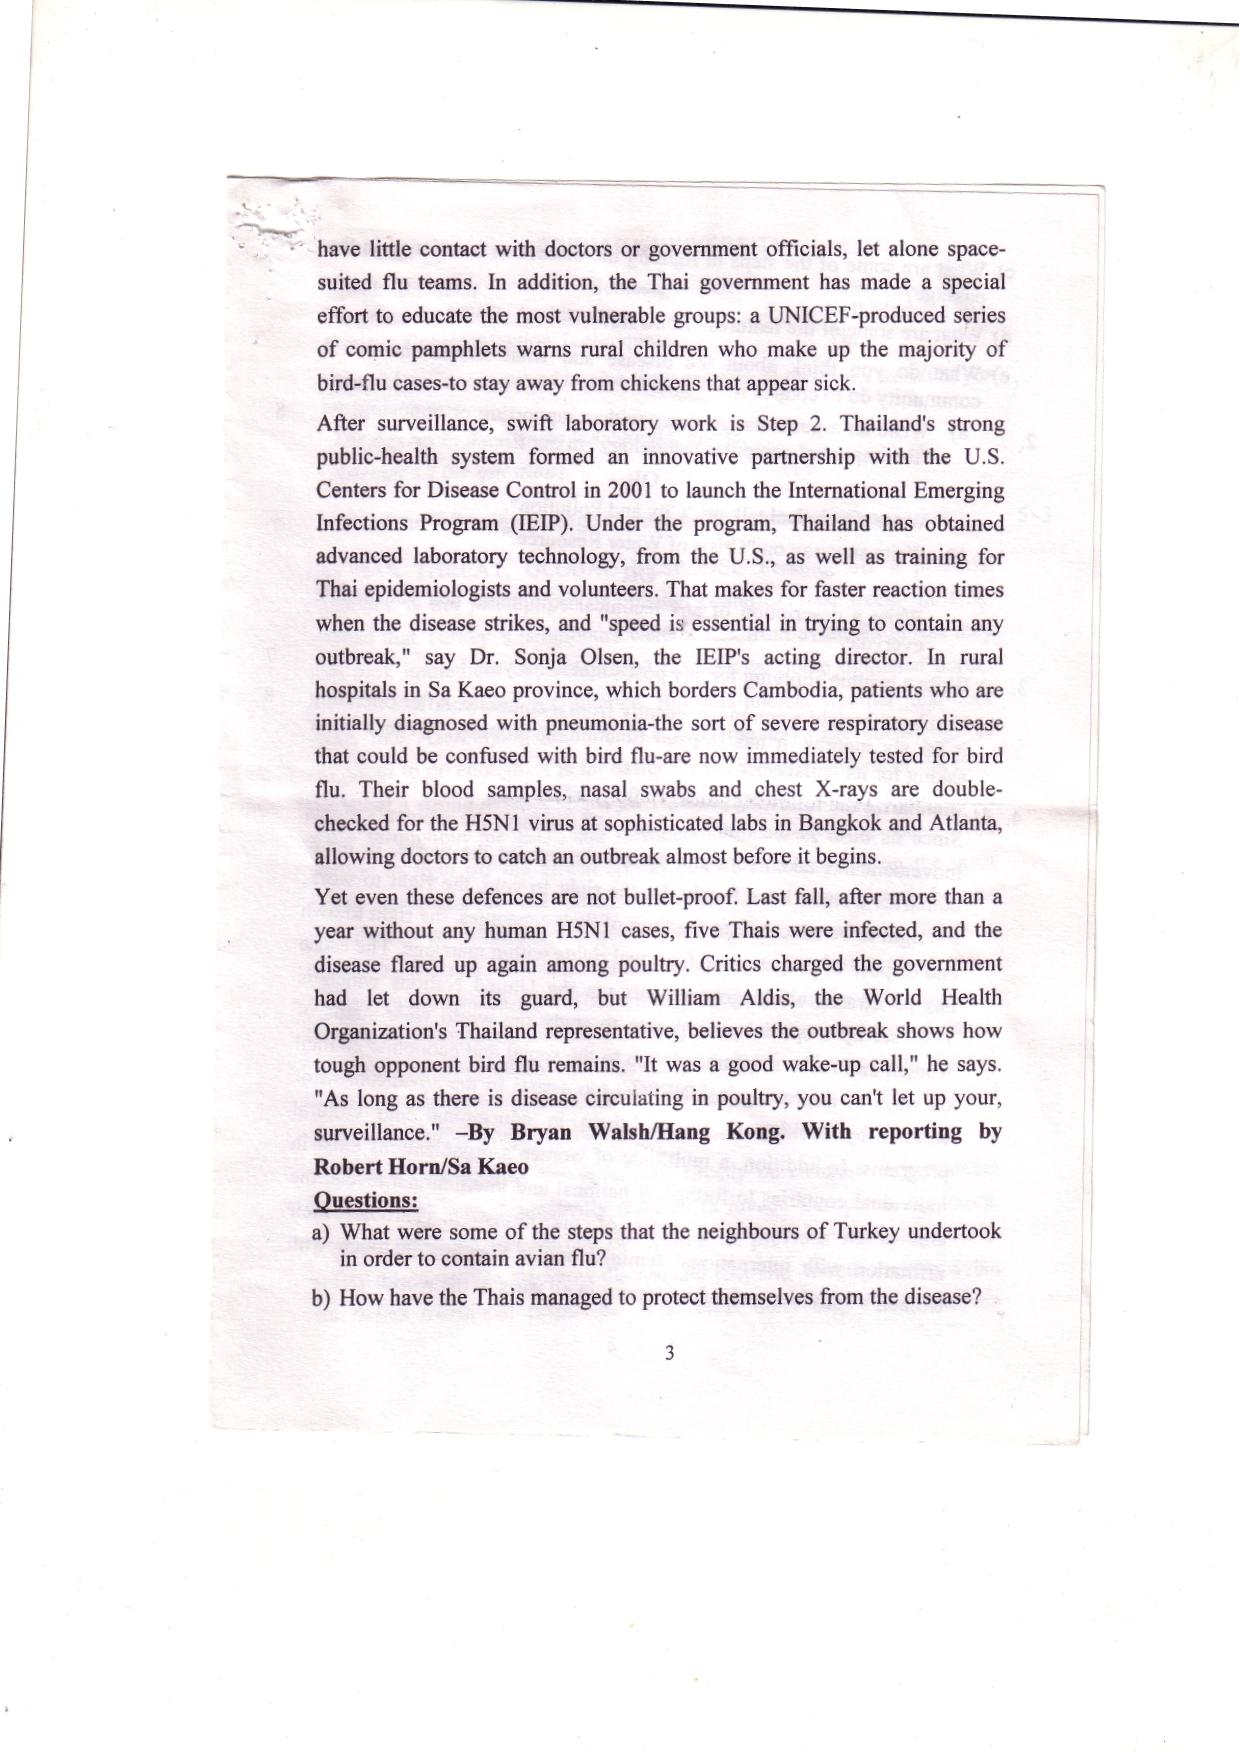 have little contact with doctors or government officials, let alone space-
suited flu teams. In addition, the Thai government has made a special
effort to educate the most vulnerable groups: a UNICEF-produced series
of comic pamphlets warns rural children who make up the majority of
bird-flu cases-to stay away from chickens that appear sick.
After surveillance, swift laboratory work is Step 2. Thailand's strong
public-health system formed an innovative partnership with the U.S.
Centers for Disease Control in 2001 to launch the International Emerging
Infections Program (IEIP). Under the program, Thailand has obtained
advanced laboratory technology, from the U.S., as well as training for
Thai epidemiologists and volunteers. That makes for faster reaction times
when the disease strikes, and "speed is essential in trying to contain any
outbreak," say Dr. Sonja Olsen, the IEIP's acting director. In rural
hospitals in Sa Kaeo province, which borders Cambodia, patients who are
initially diagnosed with pneumonia-the sort of severe respiratory disease
that could be confused with bird flu-are now immediately tested for bird
flu. Their blood samples, nasal swabs and chest X-rays are double-
checked for the H5N1 virus at sophisticated labs in Bangkok and Atlanta,
allowing doctors to catch an outbreak almost before it begins.
Yet even these defences are not bullet-proof. Last fall, after more than a
year without any human H5N1 cases, five Thais were infected, and the
disease flared up again among poultry. Critics charged the government
had let down its guard, but William Aldis, the World Health
Organization's Thailand representative, believes the outbreak shows how
tough opponent bird flu remains. "It was a good wake-up call," he says.
"As long as there is disease circulating in poultry, you can't let up your,
surveillance." –By Bryan Walsh/Hang Kong. With reporting by
Robert Horn/Sa Kaeo
Questions:
a) What were some of the steps that the neighbours of Turkey undertook
in order to contain avian flu?
b) How have the Thais managed to protect themselves from the disease?
3